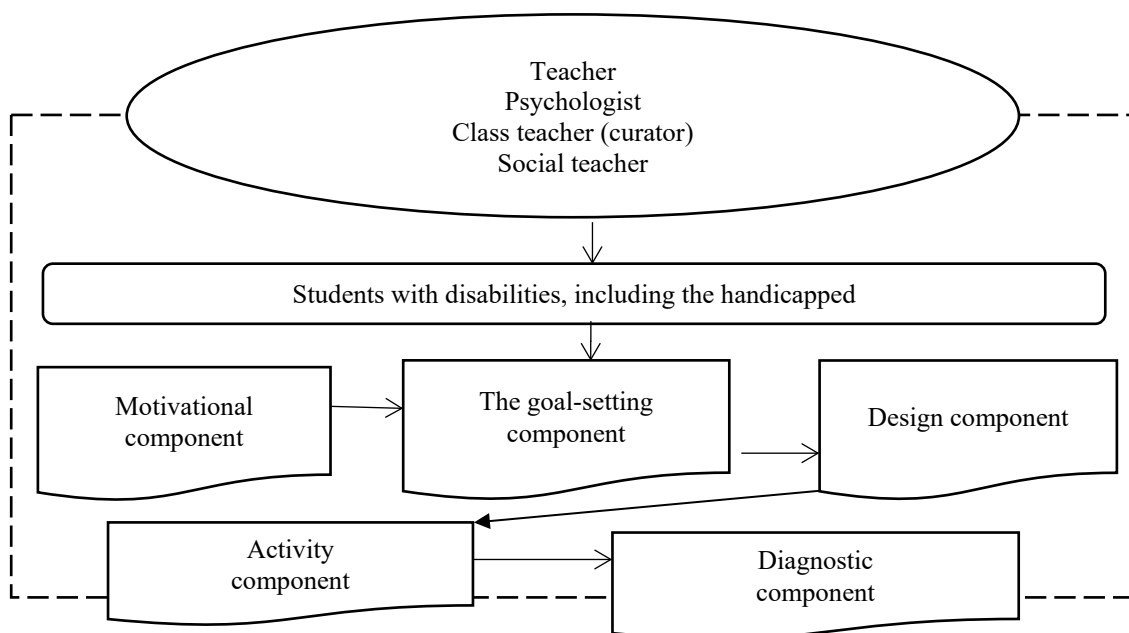 Teacher
Psychologist
Class teacher (curator)
Social teacher
Students with disabilities, including the handicapped
Motivational
component
The goal-setting
component
Design component
Activity
component
Diagnostic
component